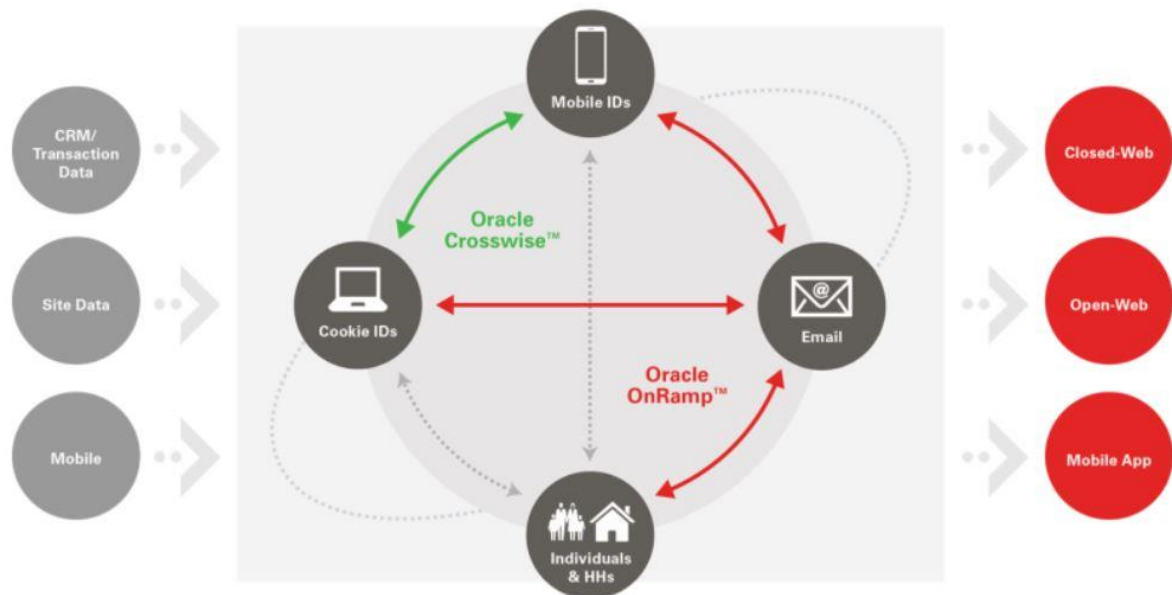 Mobile IDs
CRM/
Transaction
Data
Closed-Web
Oracle
Crosswise™
Site Data
Cookie IDs
@
Email
Open-Web
Oracle
OnRamp™
Mobile
Mobile App
Individuals
& HHs